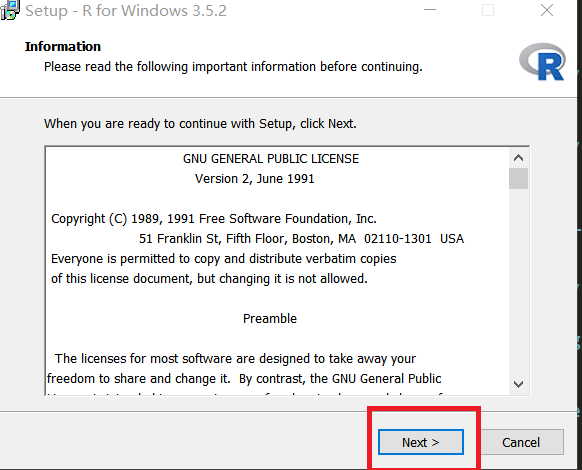 Setup - R for Windows 3.5.2
Information
Please read the following important information before continuing.
R
When you are ready to continue with Setup, click Next.
GNU GENERAL PUBLIC LICENSE
Version 2, June 1991
Copyright (C) 1989, 1991 Free Software Foundation, Inc.
51 Franklin St, Fifth Floor, Boston, MA 02110-1301 USA
Everyone is permitted to copy and distribute verbatim copies
of this license document, but changing it is not allowed.
Preamble
The licenses for most software are designed to take away your
freedom to share and change it. By contrast, the GNU General Public
Next >
Cancel